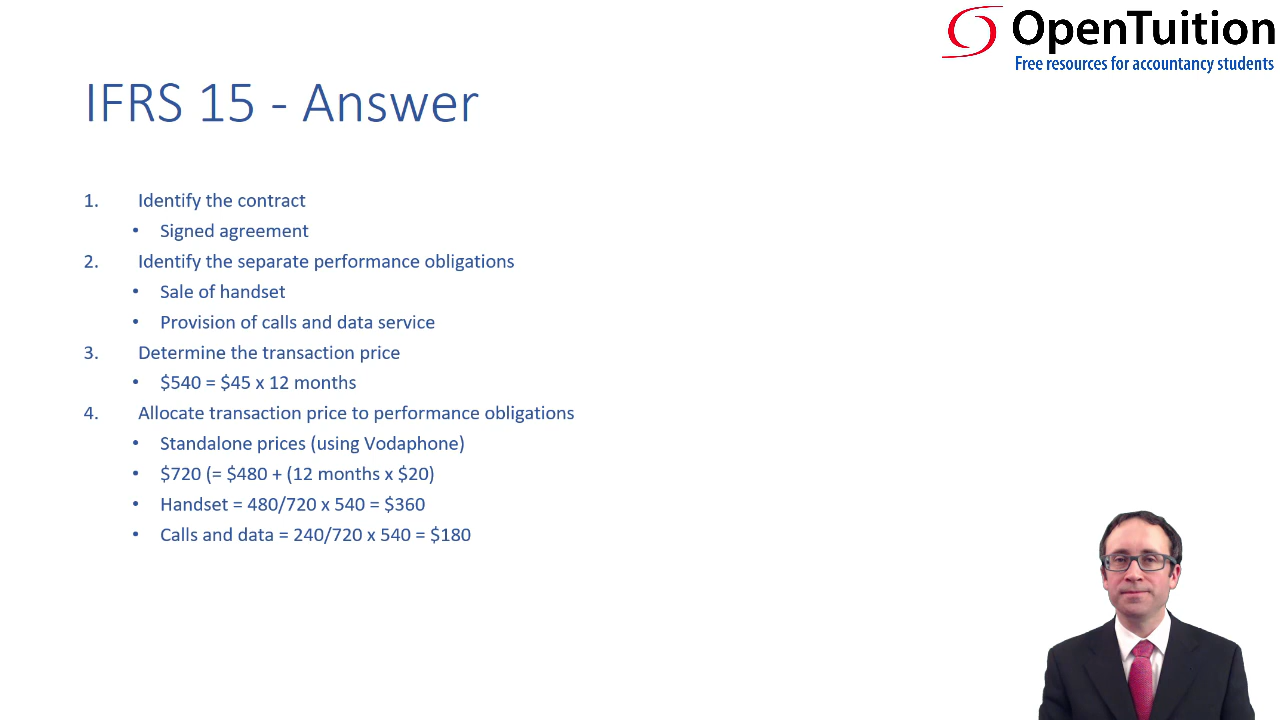 OpenTuition
Free resources for accountancy students
IFRS 15 - Answer
1. Identify the contract
• Signed agreement
2. Identify the separate performance obligations
• Sale of handset
• Provision of calls and data service
3. Determine the transaction price
• $540 = $45 x 12 months
4. Allocate transaction price to performance obligations
• Standalone prices (using Vodaphone)
• $720 (= $480 + (12 months x $20)
• Handset = 480/720 x 540 = $360
• Calls and data = 240/720 x 540 = $180